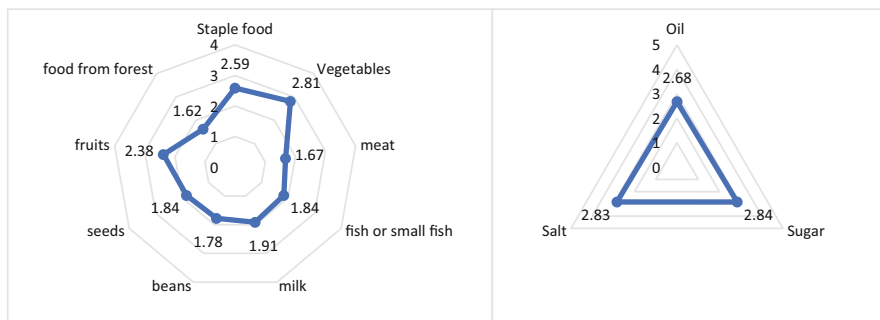 Staple food
4
2.59
3
2
1
0
Vegetables
2.81
meat
1.67
fish or small fish
1.84
milk
1.91
beans
1.78
seeds
1.84
fruits
2.38
food from forest
1.62
Oil
5
4
2.68
3
2
1
0
Sugar
2.84
Salt
2.83